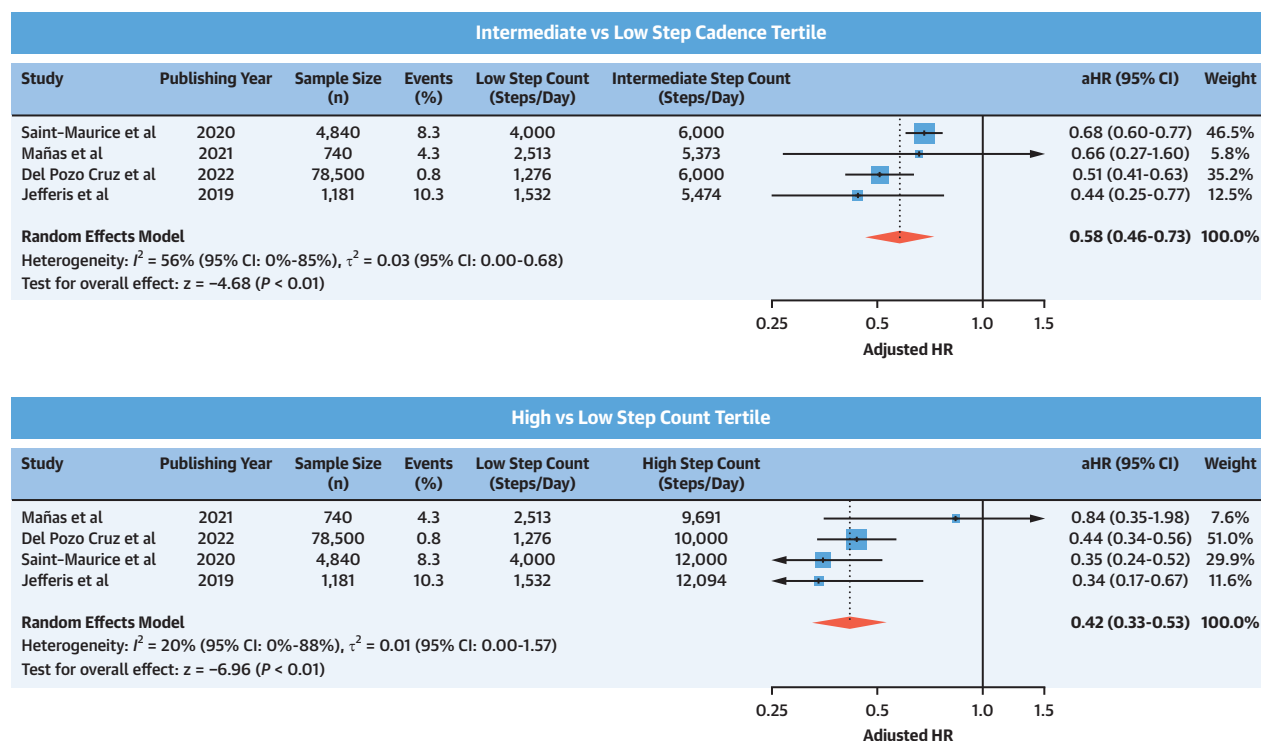 Intermediate vs Low Step Cadence Tertile
Study Publishing Year Sample Size (n) Events (%) Low Step Count (Steps/Day) Intermediate Step Count (Steps/Day) aHR (95% CI) Weight
Saint-Maurice et al 2020 4,840 8.3 4,000 6,000 0.68 (0.60-0.77) 46.5%
Mañas et al 2021 740 4.3 2,513 5,373 0.66 (0.27-1.60) 5.8%
Del Pozo Cruz et al 2022 78,500 0.8 1,276 6,000 0.51 (0.41-0.63) 35.2%
Jefferis et al 2019 1,181 10.3 1,532 5,474 0.44 (0.25-0.77) 12.5%
Random Effects Model 0.58 (0.46-0.73) 100.0%
Heterogeneity: I² = 56% (95% CI: 0%-85%), τ² = 0.03 (95% CI: 0.00-0.68)
Test for overall effect: z = −4.68 (P < 0.01)
0.25 0.5 1.0 1.5
Adjusted HR
High vs Low Step Count Tertile
Study Publishing Year Sample Size (n) Events (%) Low Step Count (Steps/Day) High Step Count (Steps/Day) aHR (95% CI) Weight
Mañas et al 2021 740 4.3 2,513 9,691 0.84 (0.35-1.98) 7.6%
Del Pozo Cruz et al 2022 78,500 0.8 1,276 10,000 0.44 (0.34-0.56) 51.0%
Saint-Maurice et al 2020 4,840 8.3 4,000 12,000 0.35 (0.24-0.52) 29.9%
Jefferis et al 2019 1,181 10.3 1,532 12,094 0.34 (0.17-0.67) 11.6%
Random Effects Model 0.42 (0.33-0.53) 100.0%
Heterogeneity: I² = 20% (95% CI: 0%-88%), τ² = 0.01 (95% CI: 0.00-1.57)
Test for overall effect: z = −6.96 (P < 0.01)
0.25 0.5 1.0 1.5
Adjusted HR